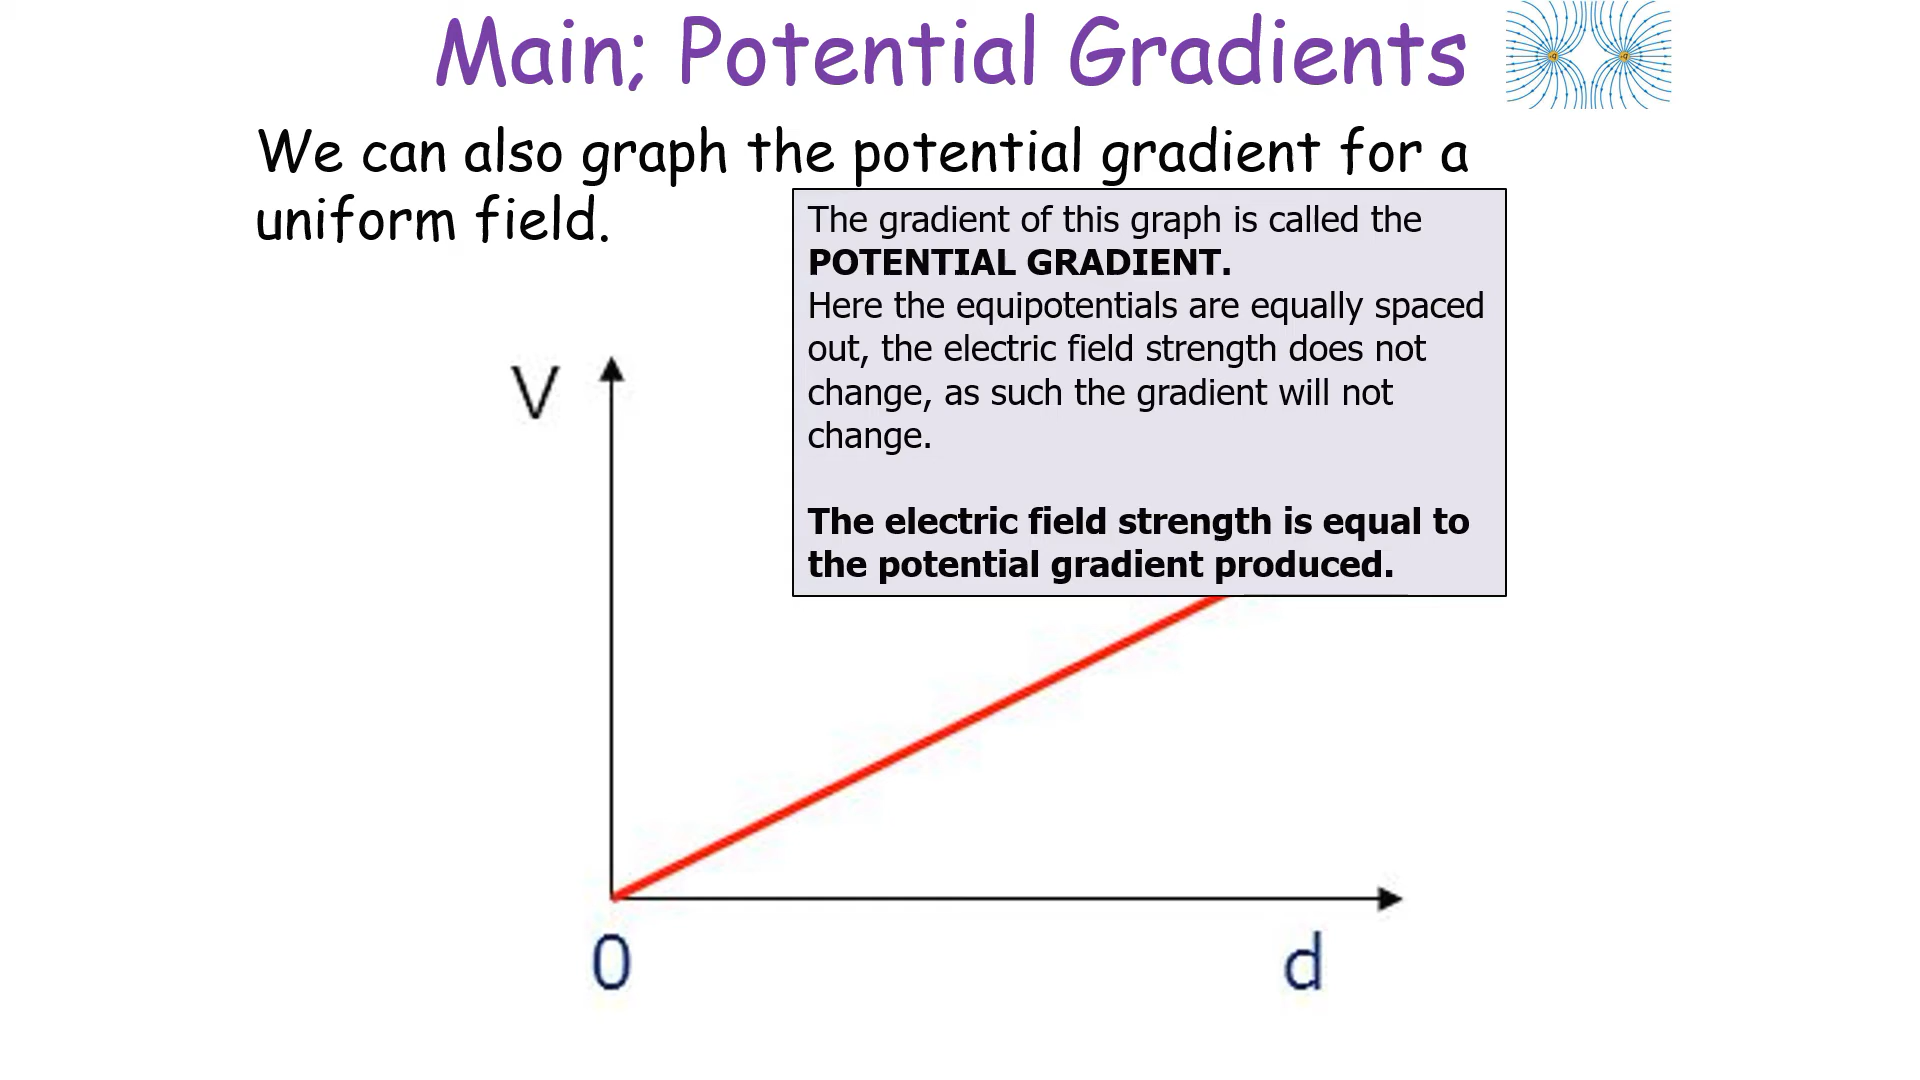 Main; Potential Gradients
We can also graph the potential gradient for a
uniform field.
The gradient of this graph is called the
POTENTIAL GRADIENT.
Here the equipotentials are equally spaced
out, the electric field strength does not
change, as such the gradient will not
change.
The electric field strength is equal to
the potential gradient produced.
V
0
d